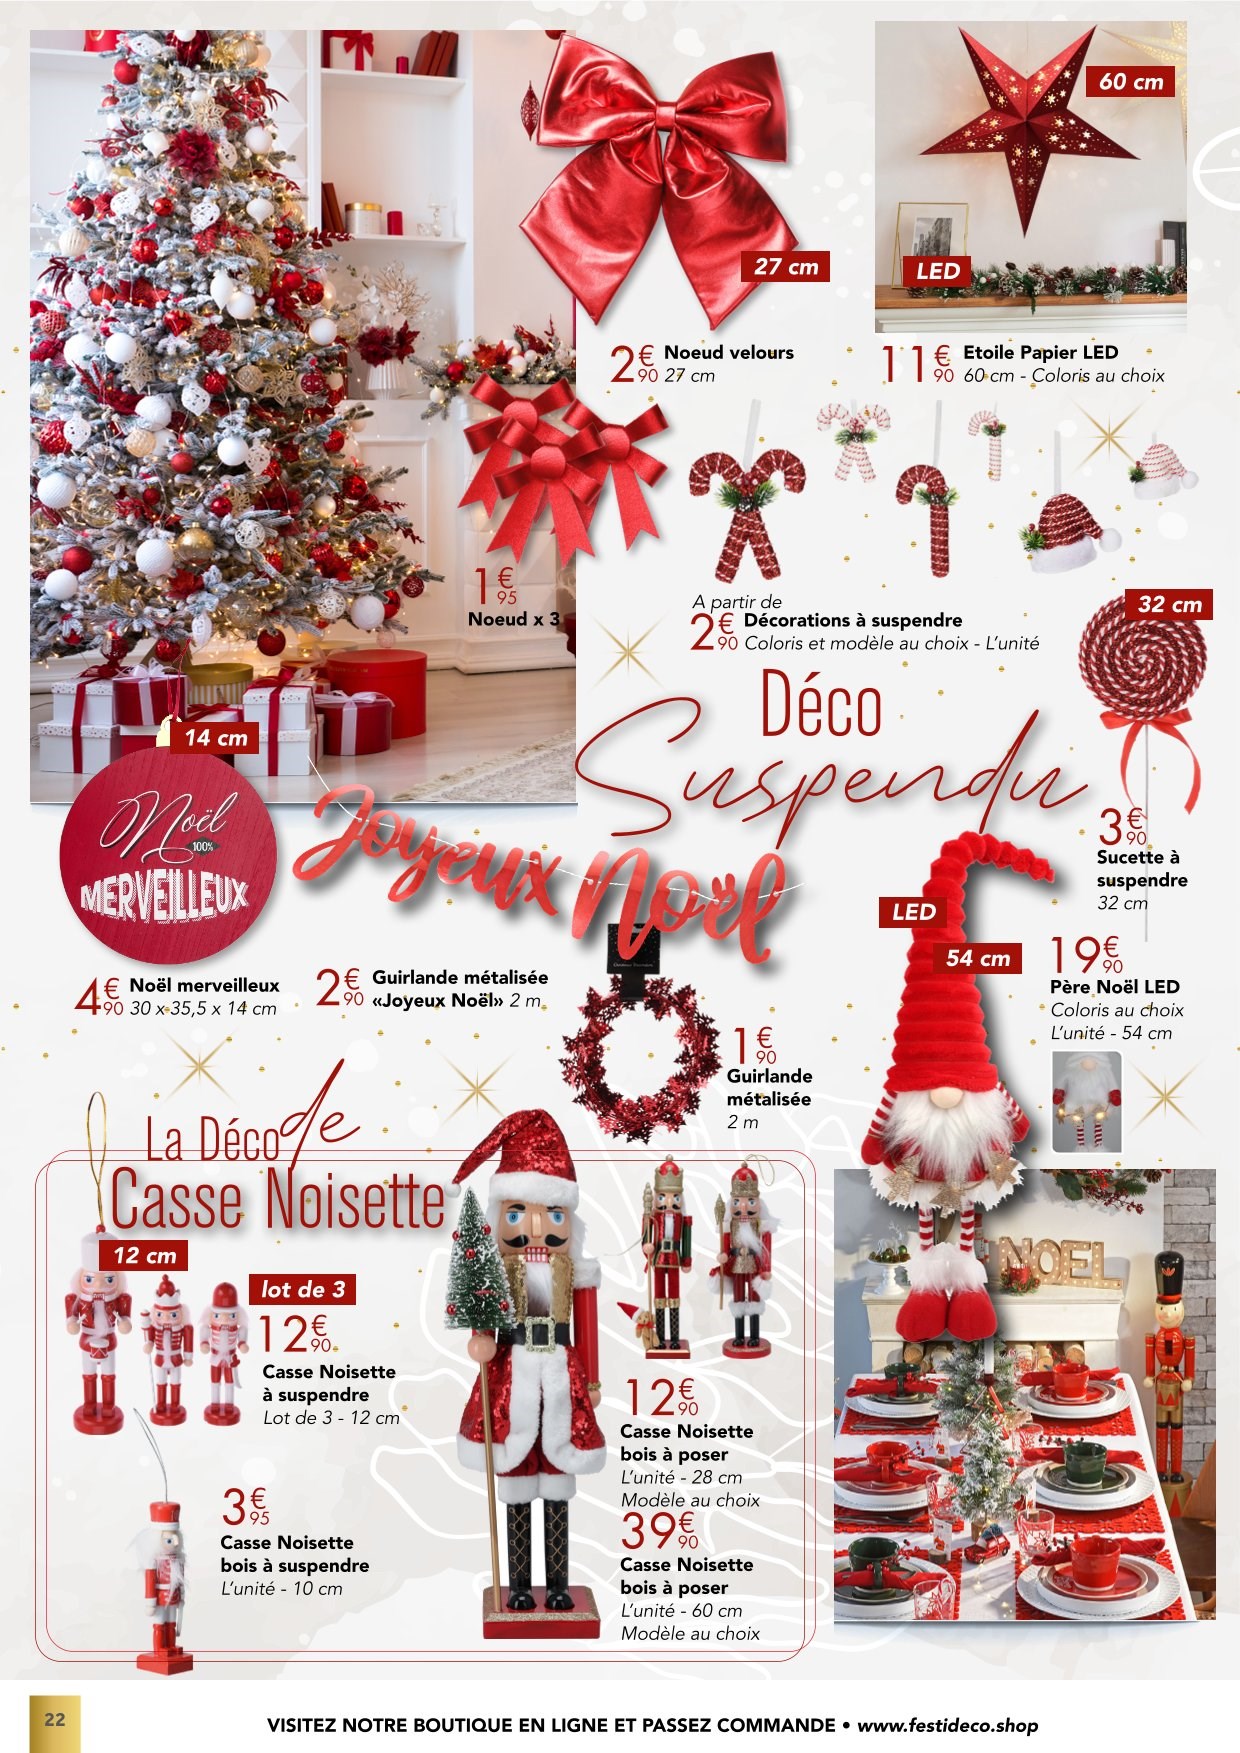 60 cm
27 cm
LED
2€90 Noeud velours
27 cm
11€90 Etoile Papier LED
60 cm - Coloris au choix
1€95
Noeud x 3
A partir de
2€90 Décorations à suspendre
Coloris et modèle au choix - L'unité
32 cm
Déco
Suspendu
14 cm
Noël
100%
MERVEILLEUX
Joyeux Noël
3€90
Sucette à
suspendre
32 cm
LED
54 cm
19€90
Père Noël LED
Coloris au choix
L'unité - 54 cm
4€90 Noël merveilleux
30 x 35,5 x 14 cm
2€90 Guirlande métalisée
«Joyeux Noël» 2 m
1€90
Guirlande
métalisée
2 m
La Déco de
Casse Noisette
12 cm
lot de 3
12€90
Casse Noisette
à suspendre
Lot de 3 - 12 cm
3€95
Casse Noisette
bois à suspendre
L'unité - 10 cm
12€90
Casse Noisette
bois à poser
L'unité - 28 cm
Modèle au choix
39€90
Casse Noisette
bois à poser
L'unité - 60 cm
Modèle au choix
NOEL
22
VISITEZ NOTRE BOUTIQUE EN LIGNE ET PASSEZ COMMANDE • www.festideco.shop